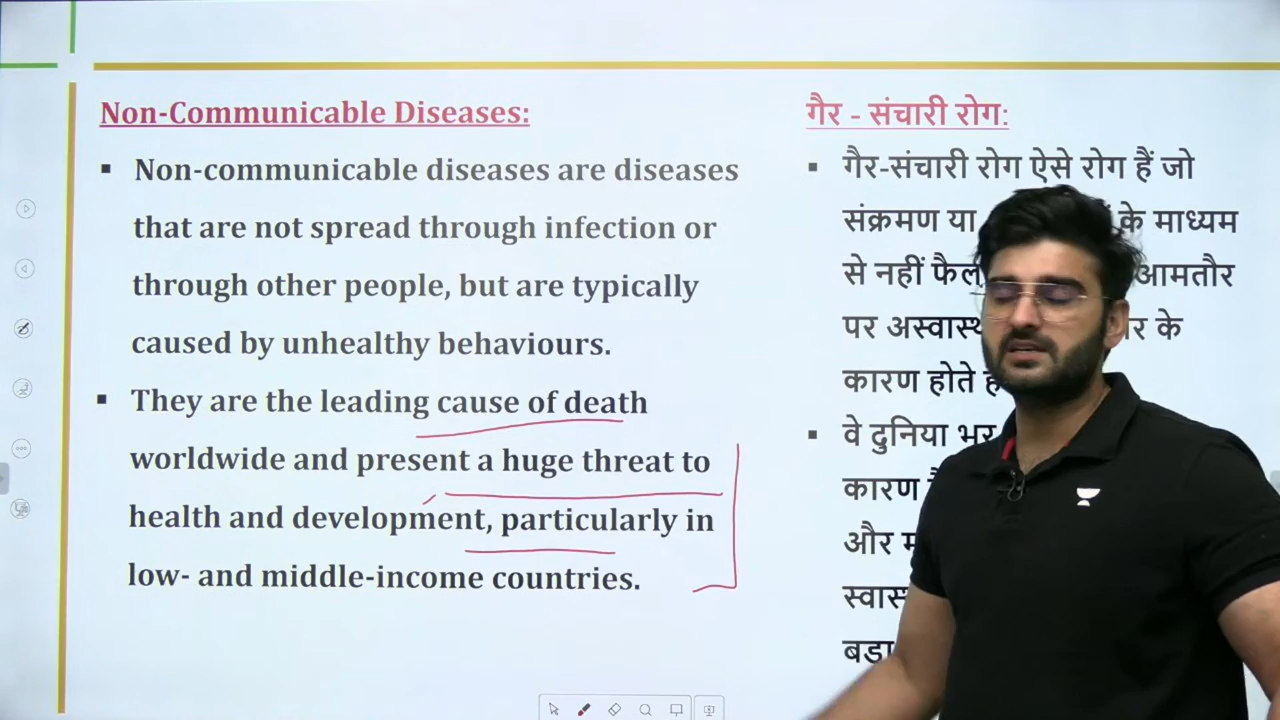 Non-Communicable Diseases:
▪ Non-communicable diseases are diseases
that are not spread through infection or
through other people, but are typically
caused by unhealthy behaviours.
▪ They are the leading cause of death
worldwide and present a huge threat to
health and development, particularly in
low- and middle-income countries.
गैर - संचारी रोग:
▪ गैर-संचारी रोग ऐसे रोग हैं जो
संक्रमण या के माध्यम
से नहीं आमतौर
पर के
कारण होते
▪ वे दुनिया भर
कारण
और